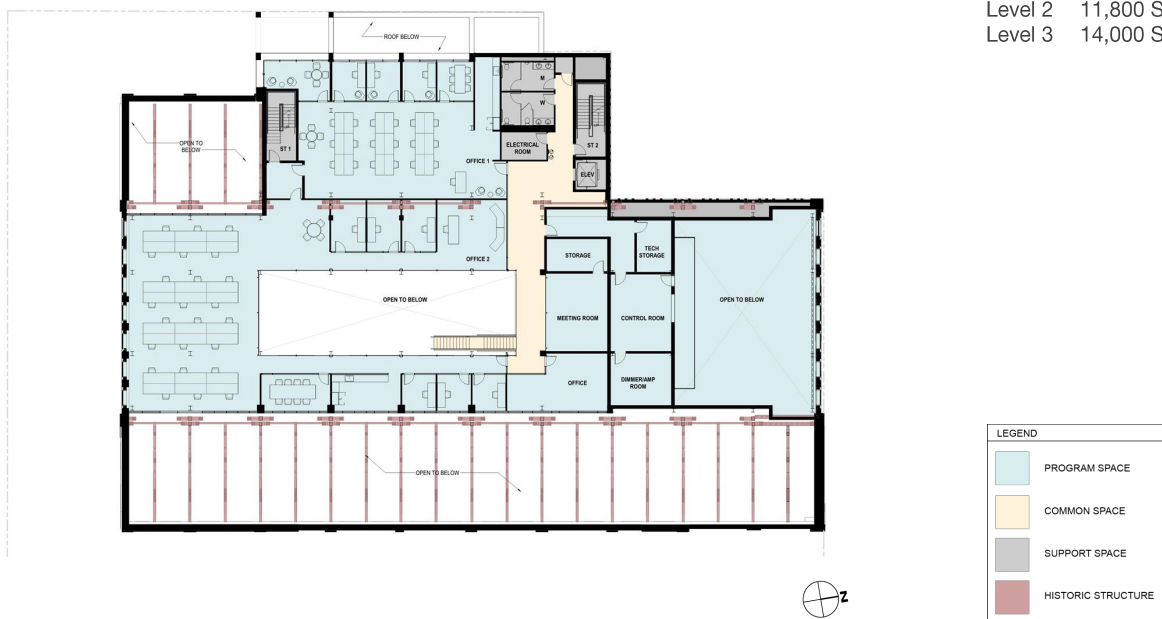 Level 2 11,800 S
Level 3 14,000 S
ROOF BELOW
M
W
OPEN TO
BELOW
ST 1
ELECTRICAL
ROOM
ST 2
OFFICE 1
ELEV
TECH
STORAGE
STORAGE
OFFICE 2
OPEN TO BELOW
OPEN TO BELOW
MEETING ROOM
CONTROL ROOM
OFFICE
DIMMER/AMP
ROOM
OPEN TO BELOW
LEGEND
PROGRAM SPACE
COMMON SPACE
SUPPORT SPACE
HISTORIC STRUCTURE
Z